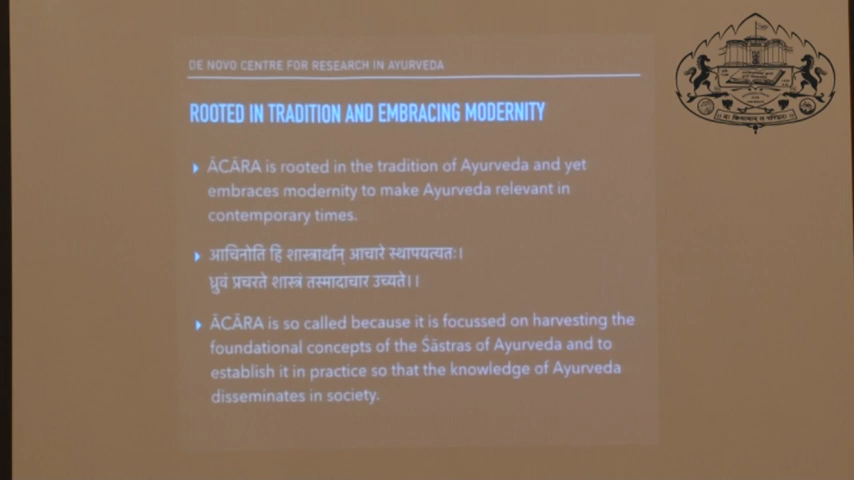 DE NOVO CENTRE FOR RESEARCH IN AYURVEDA
ROOTED IN TRADITION AND EMBRACING MODERNITY
ĀCĀRA is rooted in the tradition of Ayurveda and yet
embraces modernity to make Ayurveda relevant in
contemporary times.
आचिनोति हि शास्त्रार्थान् आचारे स्थापयत्यतः।
ध्रुवं प्रचरते शास्त्रं तस्मादाचार उच्यते।।
ĀCĀRA is so called because it is focussed on harvesting the
foundational concepts of the Śāstras of Ayurveda and to
establish it in practice so that the knowledge of Ayurveda
disseminates in society.